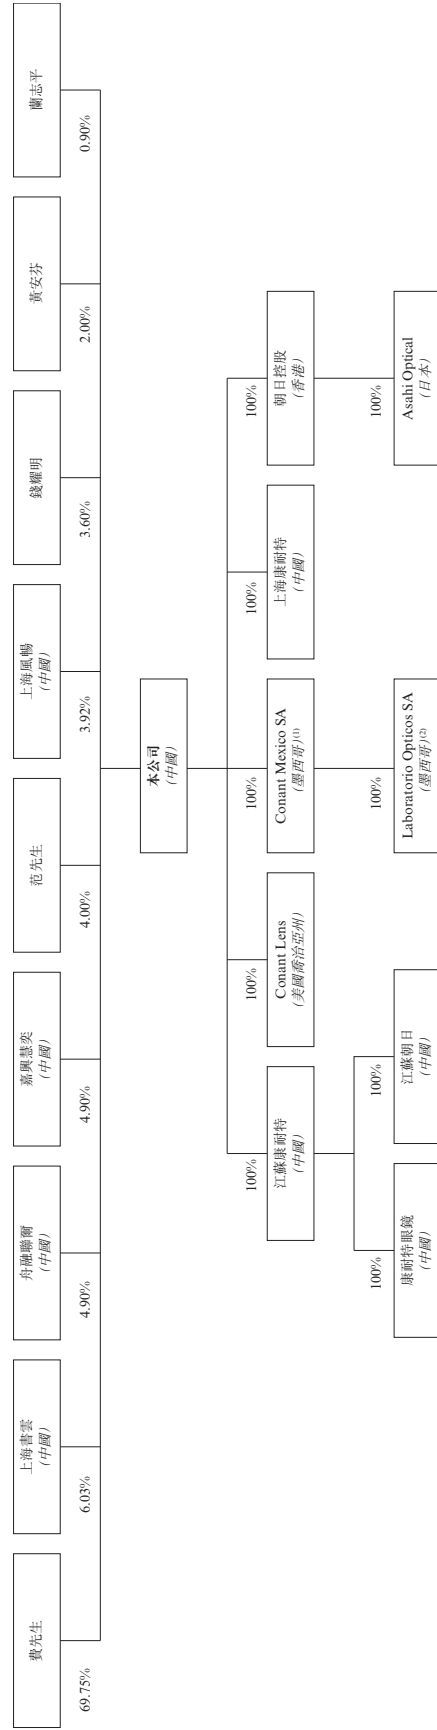 費先生
上海書雲
(中國)
舟融聯爾
(中國)
嘉興慧奕
(中國)
范先生
上海風暢
(中國)
錢耀明
黃安芬
蘭志平
69.75%
6.03%
4.90%
4.90%
4.00%
3.92%
3.60%
2.00%
0.90%
本公司
(中國)
100%
100%
100%
100%
100%
江蘇康耐特
(中國)
Conant Lens
(美國喬治亞州)
Conant Mexico SA
(墨西哥)(1)
上海康耐特
(中國)
朝日控股
(香港)
100%
100%
100%
100%
康耐特眼鏡
(中國)
江蘇朝日
(中國)
Laboratorio Opticos SA
(墨西哥)(2)
Asahi Optical
(日本)